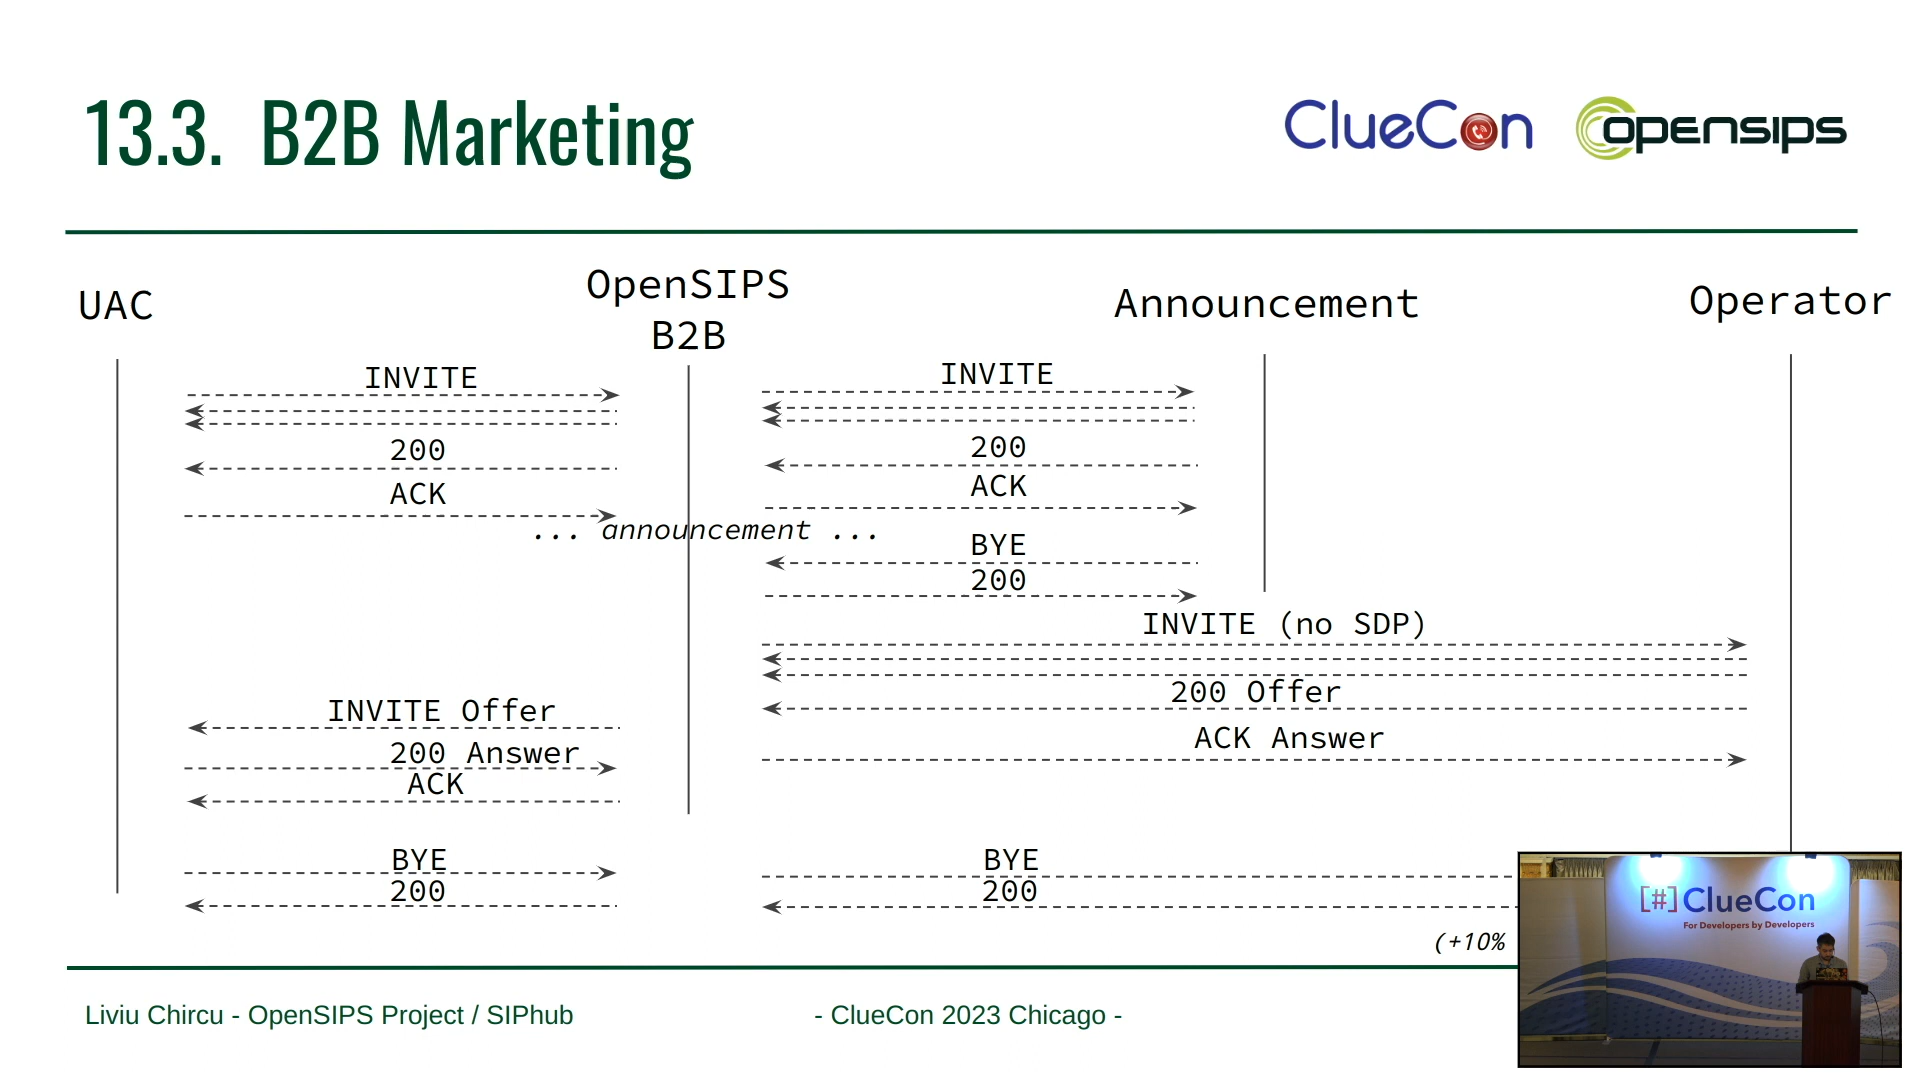 13.3. B2B Marketing
ClueCon
opensips
UAC
OpenSIPS
B2B
Announcement
Operator
INVITE
INVITE
200
200
ACK
ACK
... announcement ...
BYE
200
INVITE (no SDP)
200 Offer
INVITE Offer
ACK Answer
200 Answer
ACK
BYE
BYE
200
200
(+10%
[#]ClueCon
For Developers by Developers
Liviu Chircu - OpenSIPS Project / SIPhub
- ClueCon 2023 Chicago -